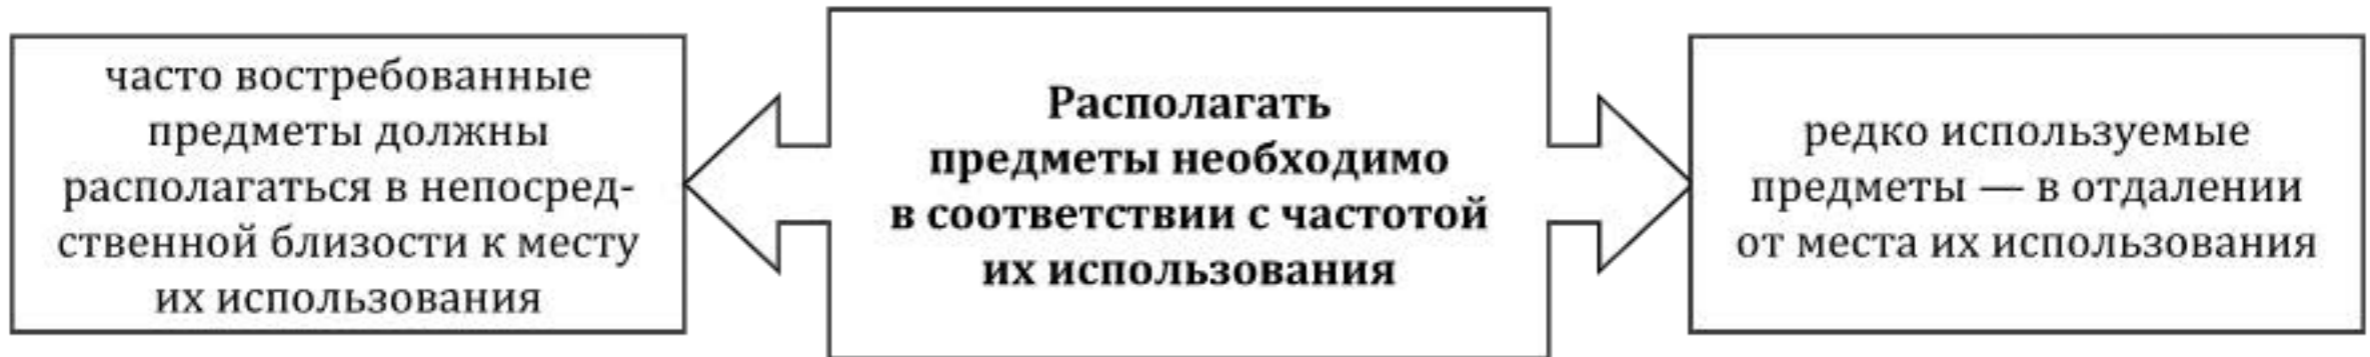 часто востребованные
предметы должны
располагаться в непосред-
ственной близости к месту
их использования
Располагать
предметы необходимо
в соответствии с частотой
их использования
редко используемые
предметы — в отдалении
от места их использования